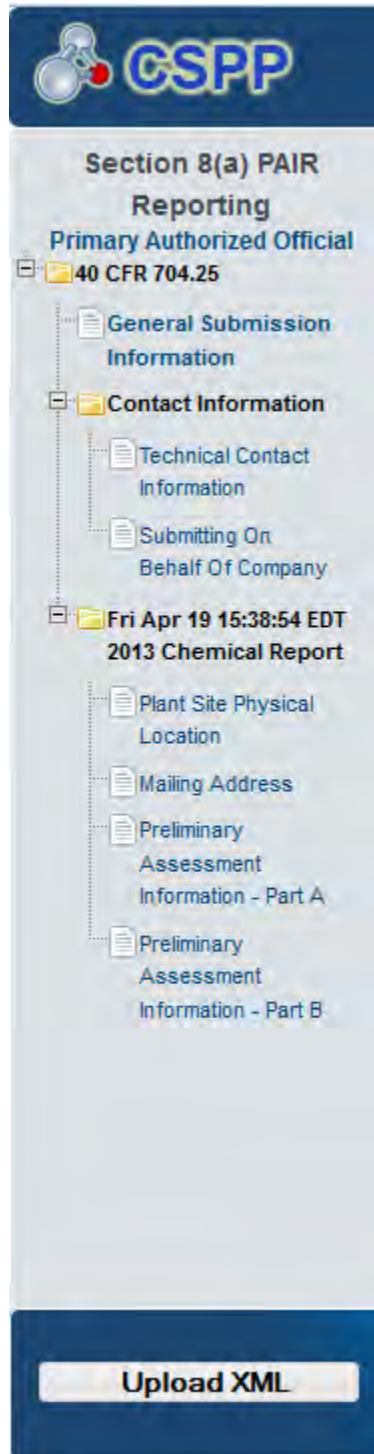 CSPP
Section 8(a) PAIR
Reporting
Primary Authorized Official
40 CFR 704.25
General Submission
Information
Contact Information
Technical Contact
Information
Submitting On
Behalf Of Company
Fri Apr 19 15:38:54 EDT
2013 Chemical Report
Plant Site Physical
Location
Mailing Address
Preliminary
Assessment
Information - Part A
Preliminary
Assessment
Information - Part B
Upload XML